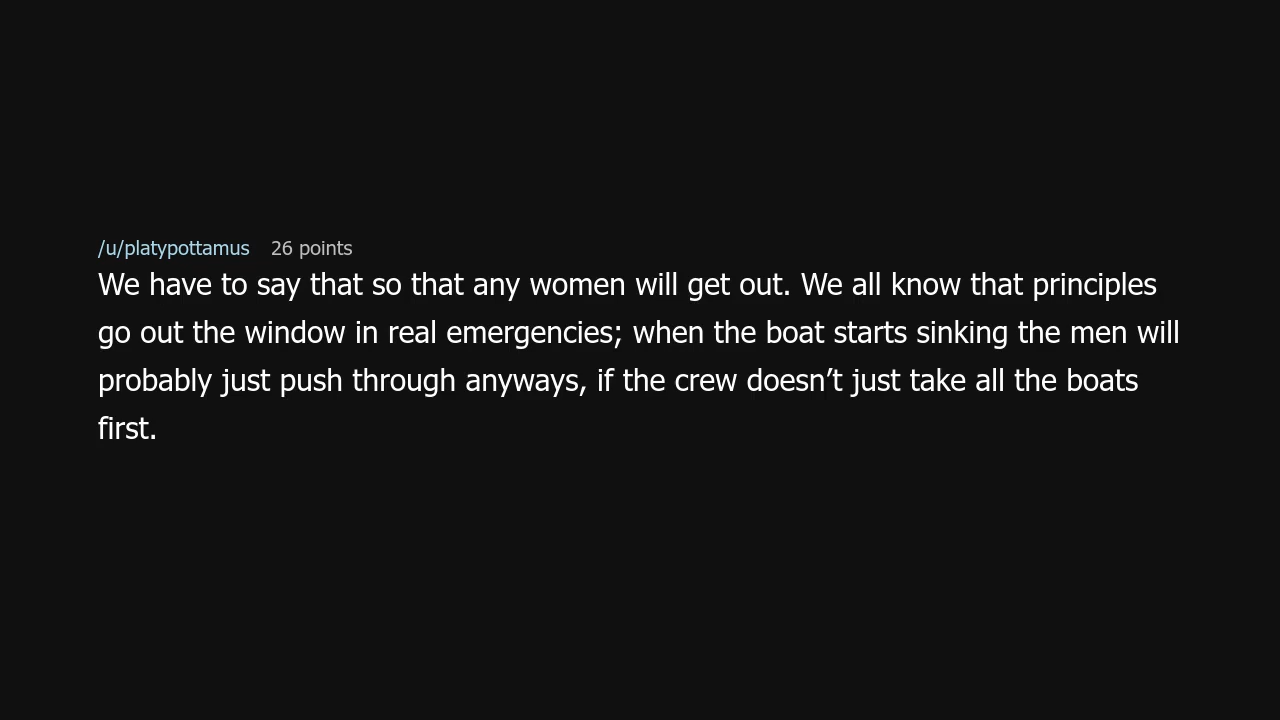 /u/platypottamus 26 points
We have to say that so that any women will get out. We all know that principles
go out the window in real emergencies; when the boat starts sinking the men will
probably just push through anyways, if the crew doesn’t just take all the boats
first.